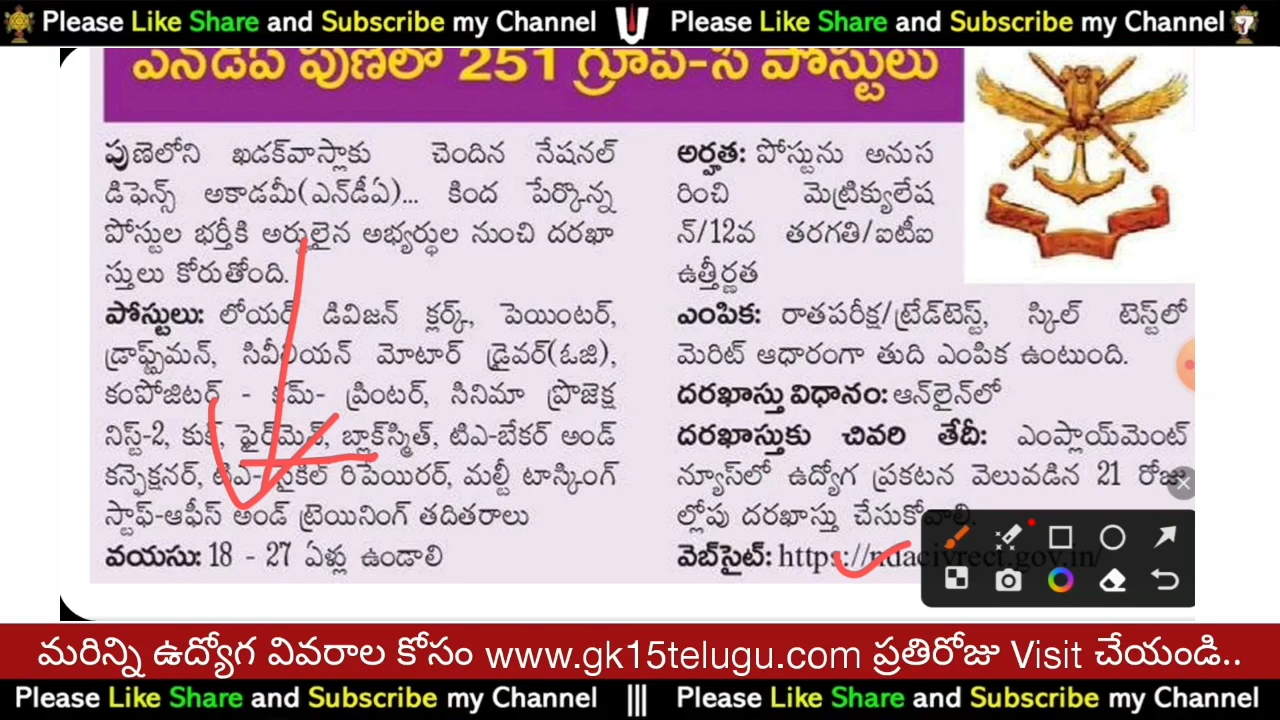 Please Like Share and Subscribe my Channel Please Like Share and Subscribe my Channel
ఎన్‌డీఏ పుణెలో 251 గ్రూప్-సి పోస్టులు
పుణెలోని ఖడక్‌వాస్లాకు చెందిన నేషనల్
డిఫెన్స్ అకాడమీ(ఎన్‌డీఏ)... కింద పేర్కొన్న
పోస్టుల భర్తీకి అర్హులైన అభ్యర్థుల నుంచి దరఖా
స్తులు కోరుతోంది.
పోస్టులు: లోయర్ డివిజన్ క్లర్క్, పెయింటర్,
డ్రాఫ్ట్స్‌మన్, సివిలియన్ మోటార్ డ్రైవర్(ఓజి),
కంపోజిటర్ - కమ్- ప్రింటర్, సినిమా ప్రొజెక్ష
నిస్ట్-2, కుక్, ఫైర్‌మెన్, బ్లాక్‌స్మిత్, టిఎ-బేకర్ అండ్
కన్ఫెక్షనర్, టిఎ-సైకిల్ రిపేయిరర్, మల్టీ టాస్కింగ్
స్టాఫ్-ఆఫీస్ అండ్ ట్రెయినింగ్ తదితరాలు
వయసు: 18 - 27 ఏళ్లు ఉండాలి
అర్హత: పోస్టును అనుస
రించి మెట్రిక్యులేష
న్/12వ తరగతి/ఐటీఐ
ఉత్తీర్ణత
ఎంపిక: రాతపరీక్ష/ట్రేడ్‌టెస్ట్, స్కిల్ టెస్ట్‌లో
మెరిట్ ఆధారంగా తుది ఎంపిక ఉంటుంది.
దరఖాస్తు విధానం: ఆన్‌లైన్‌లో
దరఖాస్తుకు చివరి తేదీ: ఎంప్లాయ్‌మెంట్
న్యూస్‌లో ఉద్యోగ ప్రకటన వెలువడిన 21 రోజు
ల్లోపు దరఖాస్తు చేసుకోవాలి.
వెబ్‌సైట్: https://ndacivrect.gov.in/
మరిన్ని ఉద్యోగ వివరాల కోసం www.gk15telugu.com ప్రతిరోజు Visit చేయండి..
Please Like Share and Subscribe my Channel ||| Please Like Share and Subscribe my Channel